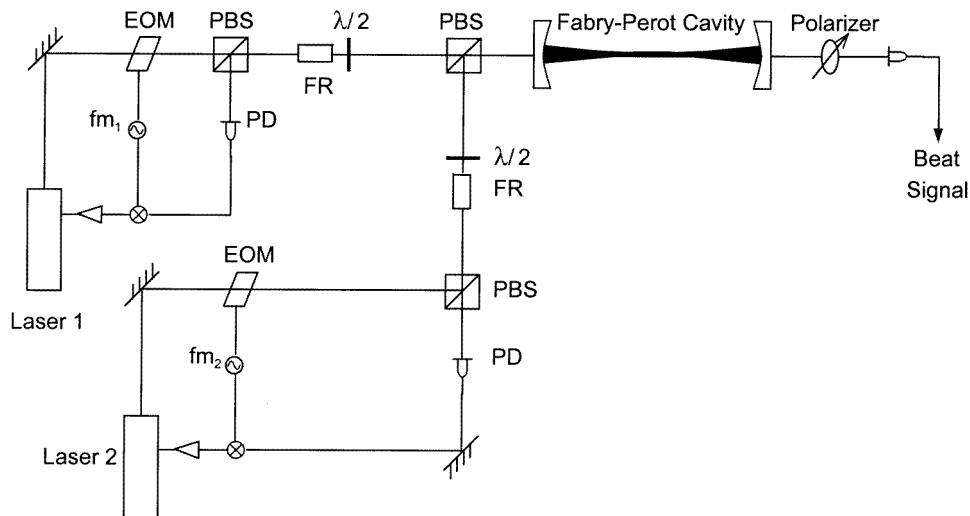 EOM
PBS
PBS
Fabry-Perot Cavity
Polarizer
FR
λ/2
fm₁
PD
λ/2
FR
Beat
Signal
Laser 1
EOM
PBS
fm₂
PD
Laser 2